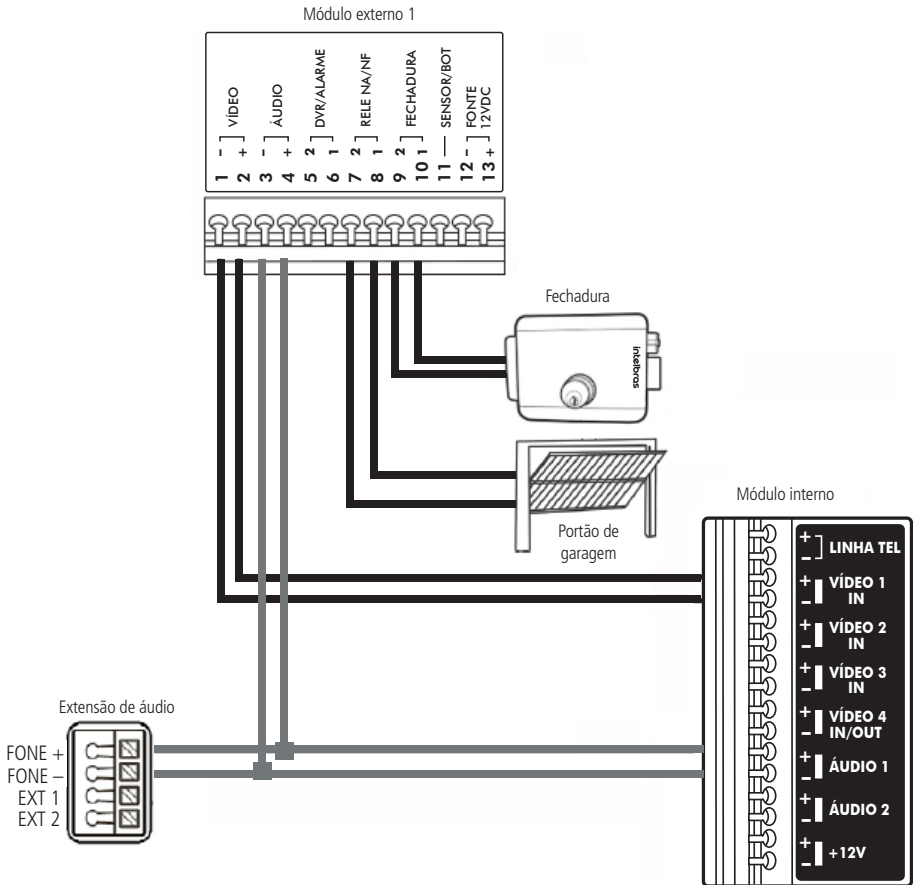 Módulo externo 1
1 - VÍDEO
2 +
3 - ÁUDIO
4 +
5 2 DVR/ALARME
6 1
7 2 RELE NA/NF
8 1
9 2 FECHADURA
10 1
11 SENSOR/BOT
12 - FONTE
13 + 12VDC
Fechadura
intelbras
Portão de
garagem
Módulo interno
+ LINHA TEL
-
+ VÍDEO 1
- IN
+ VÍDEO 2
- IN
+ VÍDEO 3
- IN
+ VÍDEO 4
- IN/OUT
+ ÁUDIO 1
-
+ ÁUDIO 2
-
+ +12V
-
Extensão de áudio
FONE +
FONE –
EXT 1
EXT 2